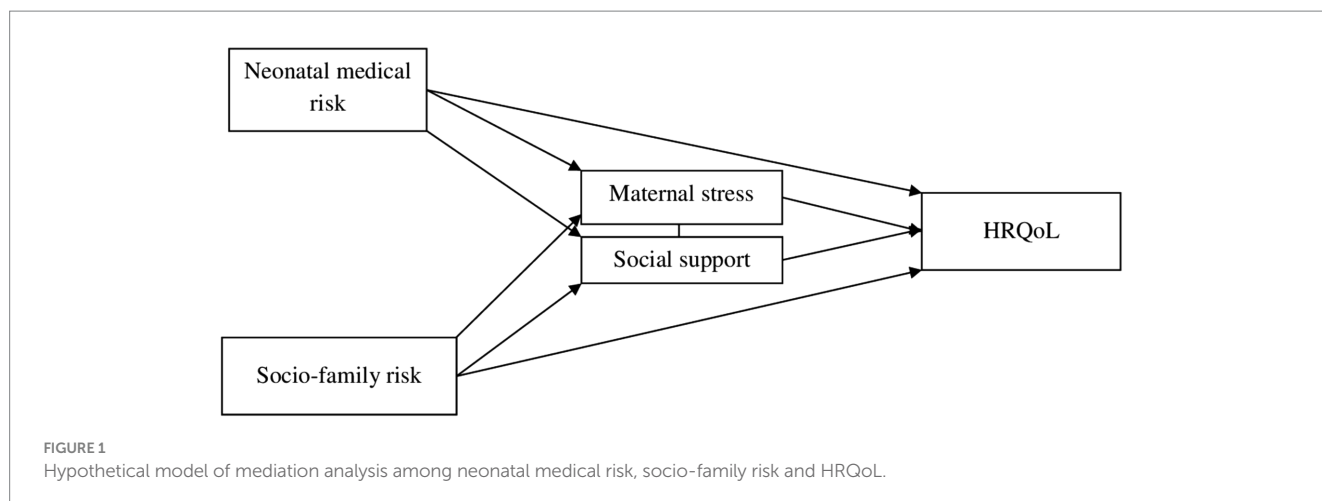 Neonatal medical
risk
Maternal stress
Social support
HRQoL
Socio-family risk
FIGURE 1
Hypothetical model of mediation analysis among neonatal medical risk, socio-family risk and HRQoL.